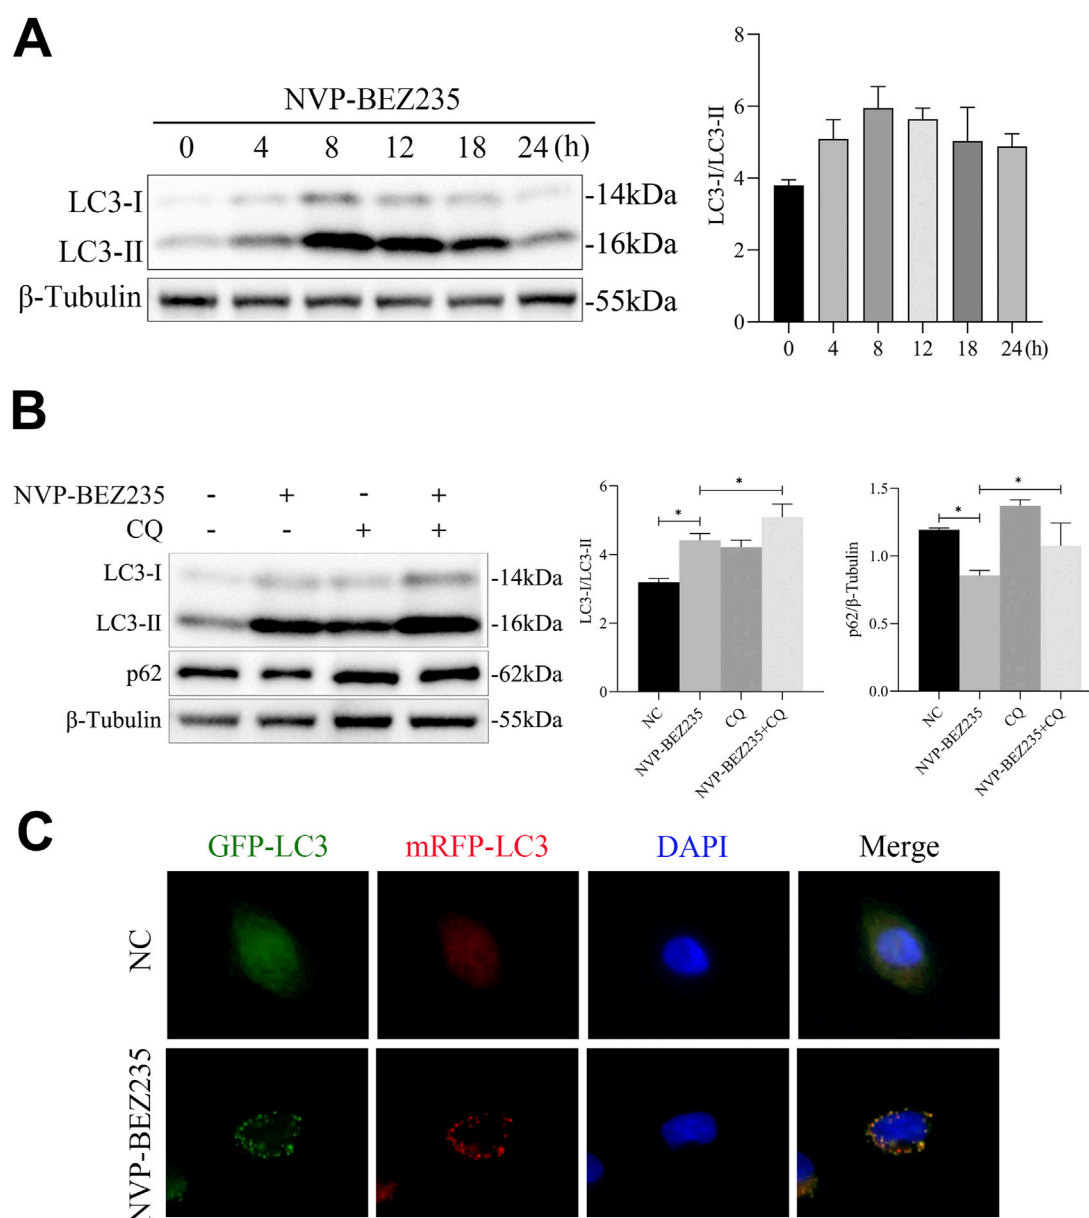 A
NVP-BEZ235
0 4 8 12 18 24 (h)
LC3-I
-14kDa
LC3-II
-16kDa
β-Tubulin
-55kDa
LC3-I/LC3-II
8
6
4
2
0
0 4 8 12 18 24 (h)
B
NVP-BEZ235 - + - +
CQ - - + +
LC3-I
-14kDa
LC3-II
-16kDa
p62
-62kDa
β-Tubulin
-55kDa
LC3-I/LC3-II
6
4
2
0
* *
NC
NVP-BEZ235
CQ
NVP-BEZ235+CQ
p62/β-Tubulin
1.5
1.0
0.5
0.0
* *
NC
NVP-BEZ235
CQ
NVP-BEZ235+CQ
C
GFP-LC3 mRFP-LC3 DAPI Merge
NC
NVP-BEZ235